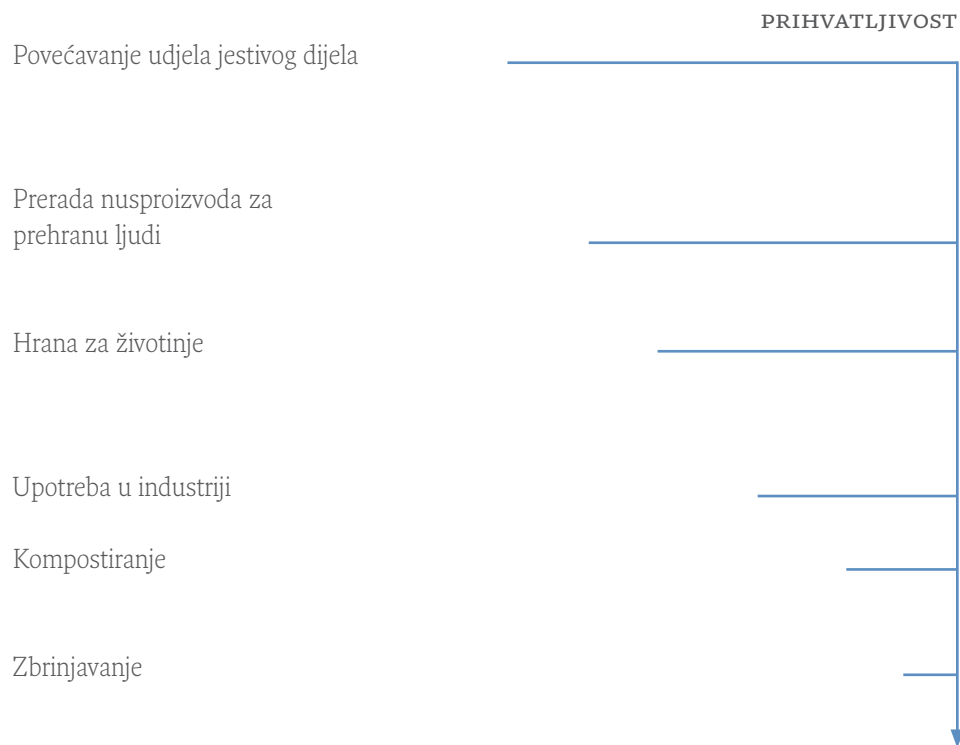 PRIHVATLJIVOST
Povećavanje udjela jestivog dijela
Prerada nusproizvoda za
prehranu ljudi
Hrana za životinje
Upotreba u industriji
Kompostiranje
Zbrinjavanje